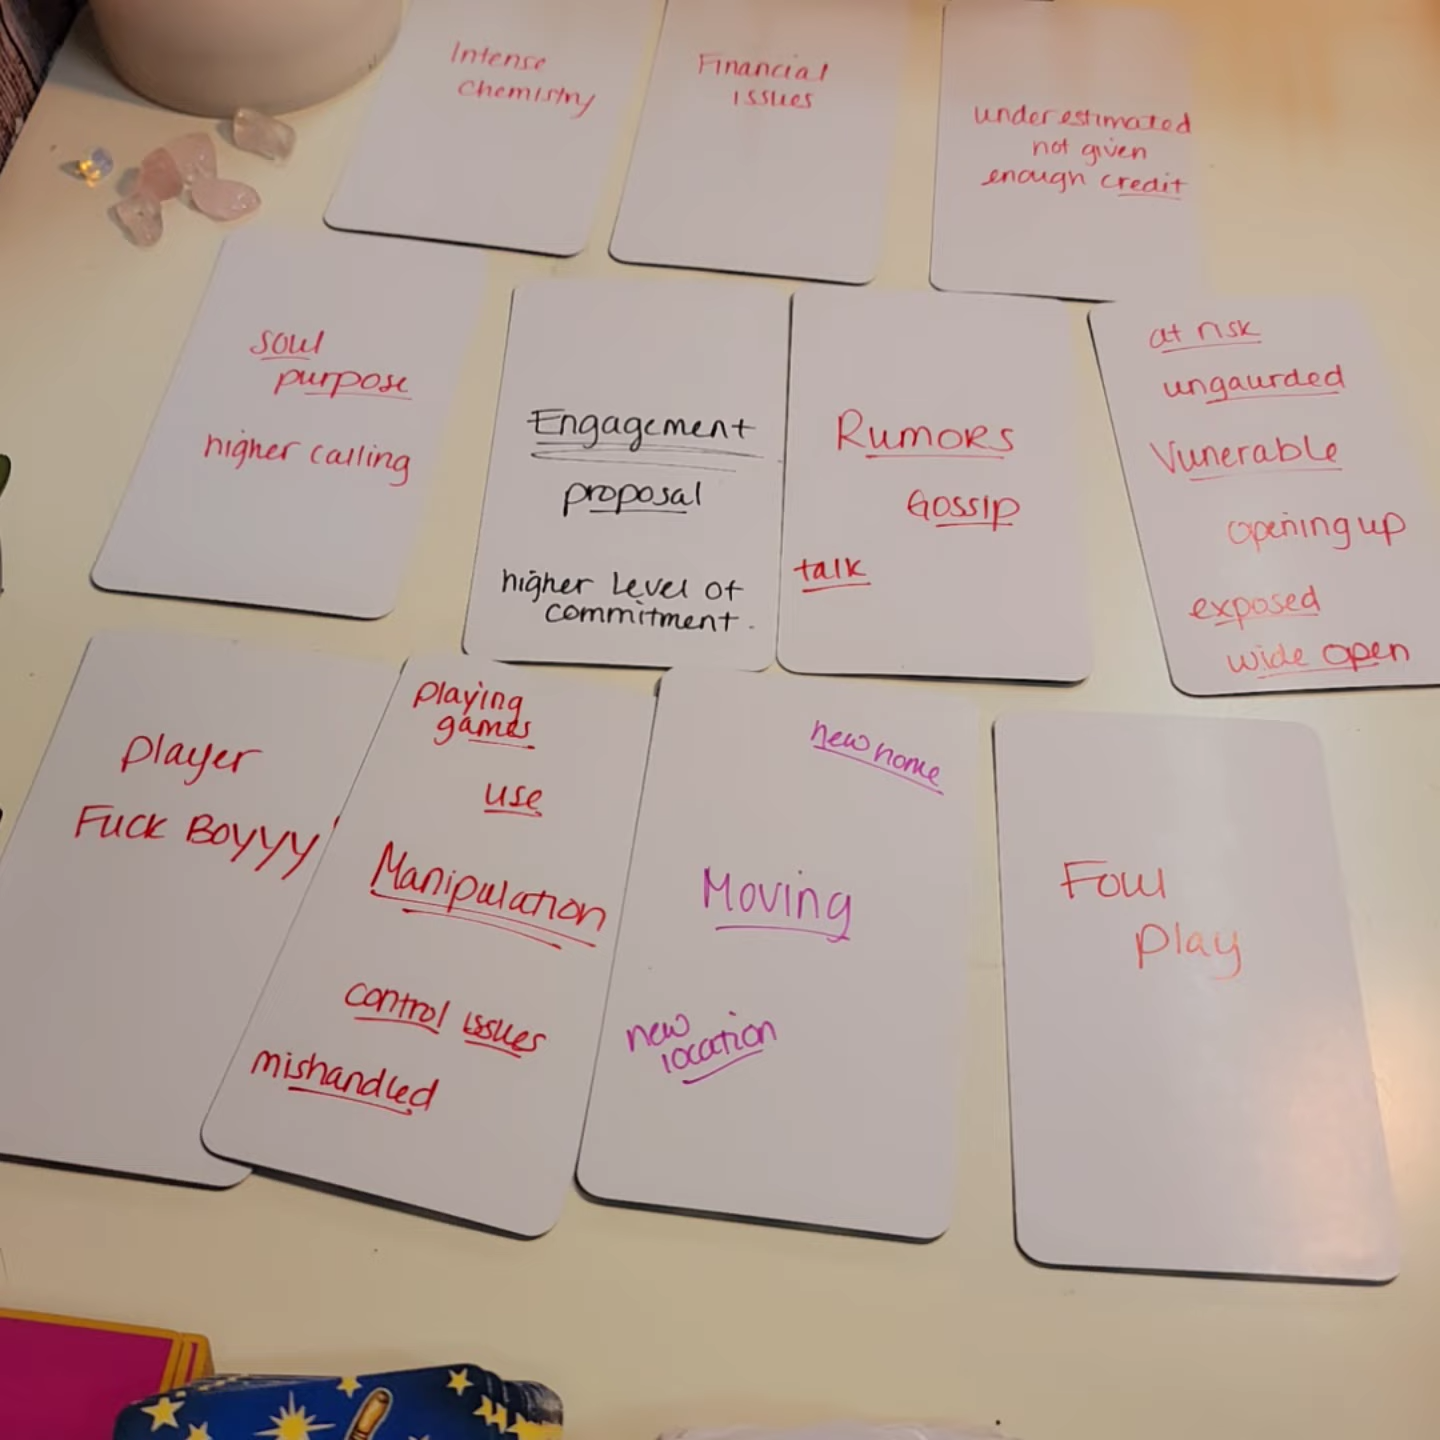 Intense
chemistry
Financial
issues
underestimated
not given
enough credit
soul
purpose
higher calling
Engagement
proposal
higher level of
commitment.
Rumors
Gossip
talk
at risk
ungaurded
Vunerable
opening up
exposed
wide open
player
Fuck Boyyy
playing
games
use
Manipulation
control issues
mishandled
new home
Moving
new
location
Foul
play